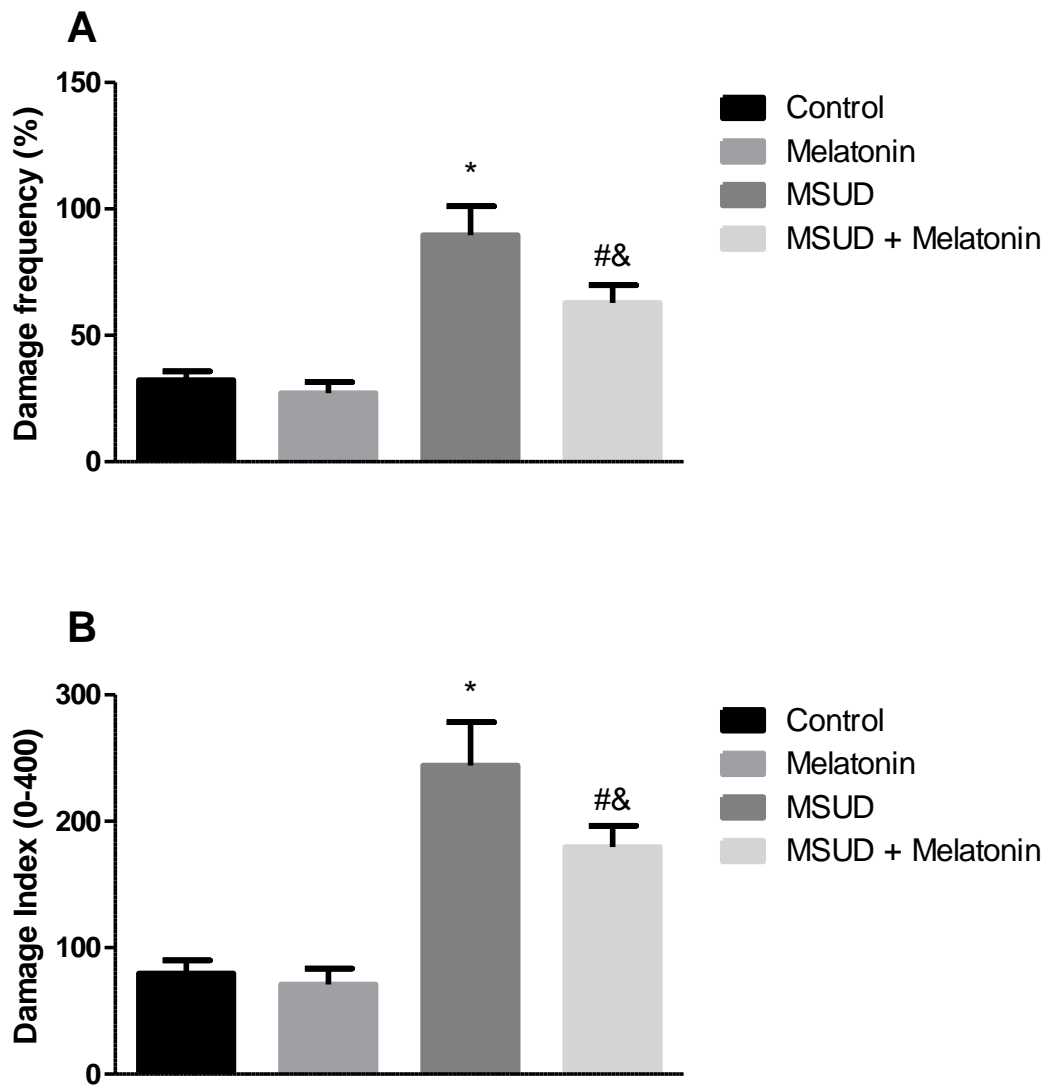 A
Damage frequency (%)
150
100
50
0
*
#&
Control
Melatonin
MSUD
MSUD + Melatonin
B
Damage Index (0-400)
300
200
100
0
*
#&
Control
Melatonin
MSUD
MSUD + Melatonin